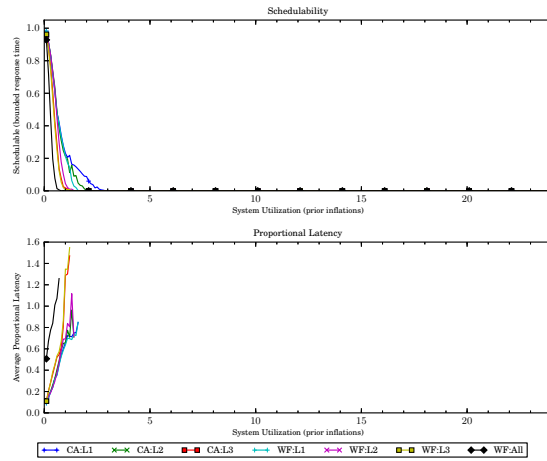 Schedulability
1.0
0.8
0.6
0.4
0.2
0.0
Schedulable (bounded response time)
0
5
10
15
20
System Utilization (prior inflations)
Proportional Latency
1.6
1.4
1.2
1.0
0.8
0.6
0.4
0.2
0.0
Average Proportional Latency
0
5
10
15
20
System Utilization (prior inflations)
CA:L1
CA:L2
CA:L3
WF:L1
WF:L2
WF:L3
WF:All